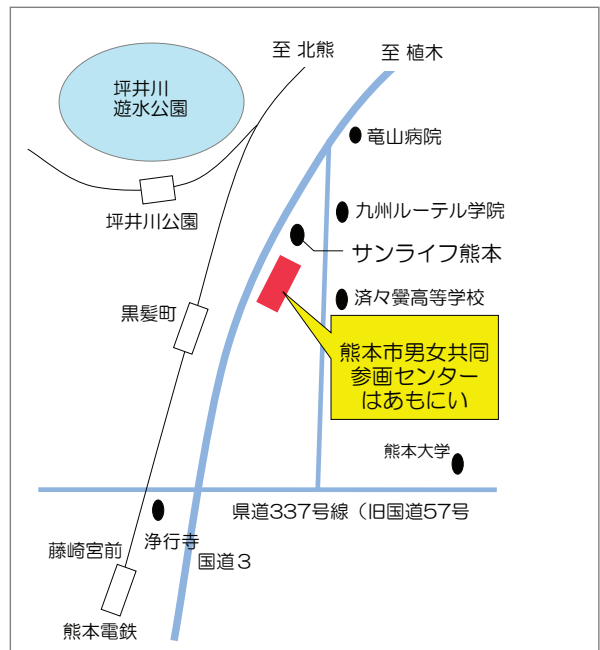 至 北熊
至 植木
坪井川
遊水公園
竜山病院
九州ルーテル学院
坪井川公園
サンライフ熊本
済々黌高等学校
黒髪町
熊本市男女共同
参画センター
はあもにい
熊本大学
県道337号線（旧国道57号
浄行寺
藤崎宮前
国道３
熊本電鉄